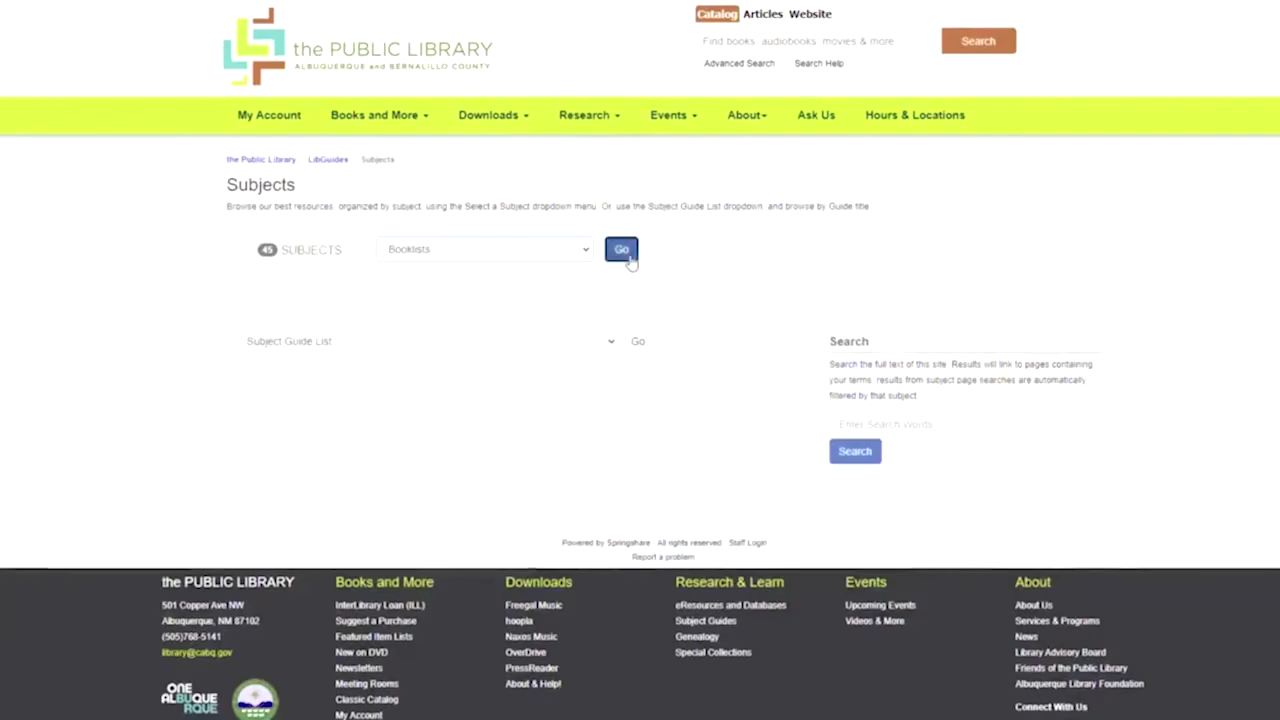 Catalog Articles Website
the PUBLIC LIBRARY
ALBUQUERQUE and BERNALILLO COUNTY
Find books audiobooks movies & more
Search
Advanced Search Search Help
My Account Books and More Downloads Research Events About Ask Us Hours & Locations
the Public Library LibGuides Subjects
Subjects
Browse our best resources organized by subject using the Select a Subject dropdown menu Or use the Subject Guide List dropdown and browse by Guide title
45 SUBJECTS Booklists Go
Subject Guide List Go
Search
Search the full text of this site Results will link to pages containing
your terms results from subject page searches are automatically
filtered by that subject
Enter Search Words
Search
Powered by Springshare All rights reserved. Staff Login
Report a problem
the PUBLIC LIBRARY
501 Copper Ave NW
Albuquerque, NM 87102
(505)768-5141
library@cabq.gov
ONE
ALBUQUE
RQUE
Books and More
InterLibrary Loan (ILL)
Suggest a Purchase
Featured Item Lists
New on DVD
Newsletters
Meeting Rooms
Classic Catalog
My Account
Downloads
Freegal Music
hoopla
Naxos Music
OverDrive
PressReader
About & Help!
Research & Learn
eResources and Databases
Subject Guides
Genealogy
Special Collections
Events
Upcoming Events
Videos & More
About
About Us
Services & Programs
News
Library Advisory Board
Friends of the Public Library
Albuquerque Library Foundation
Connect With Us